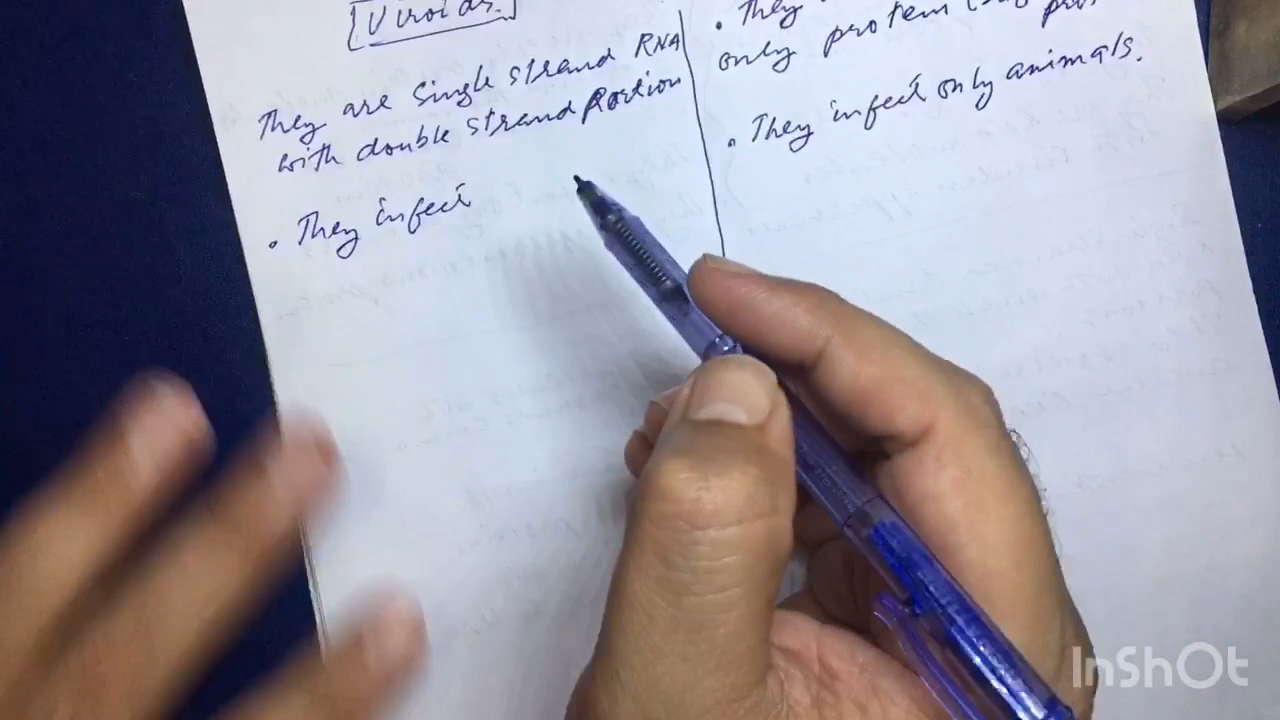 Viroids
They are single strand RNA
with double strand portion
• They infect
• They
only protein
• They infect only animals.
InShOt